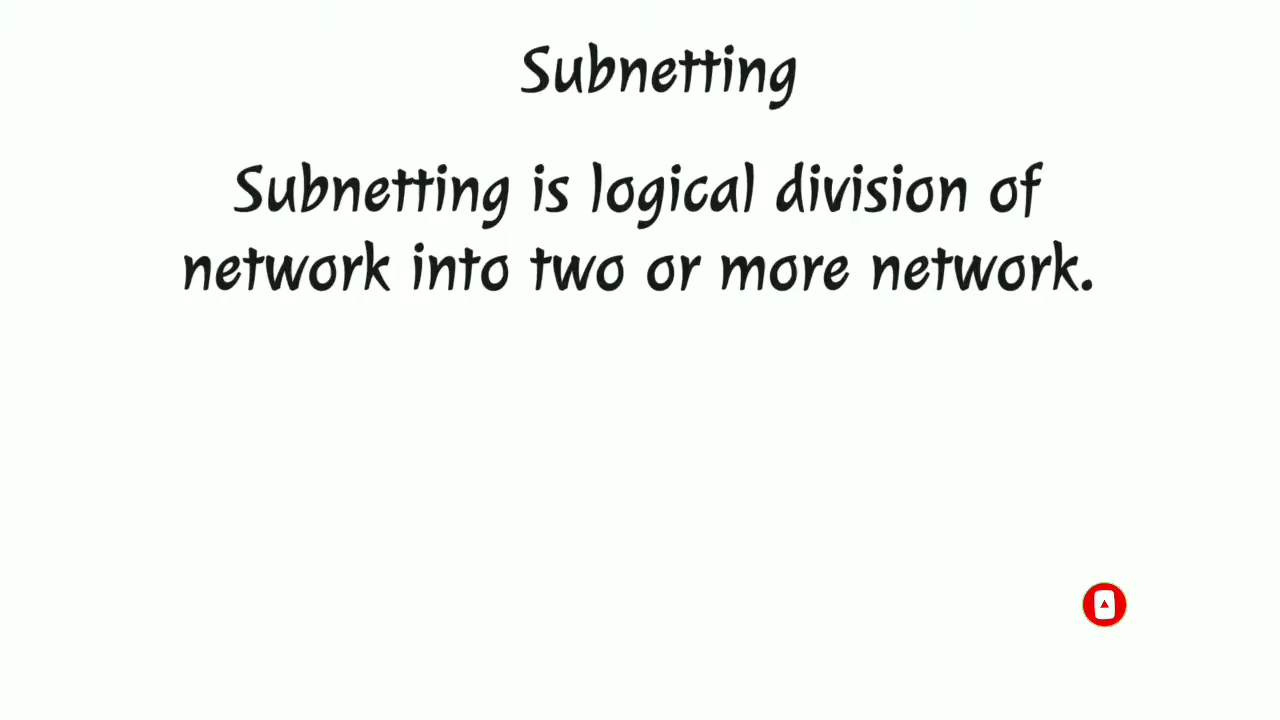 Subnetting
Subnetting is logical division of
network into two or more network.